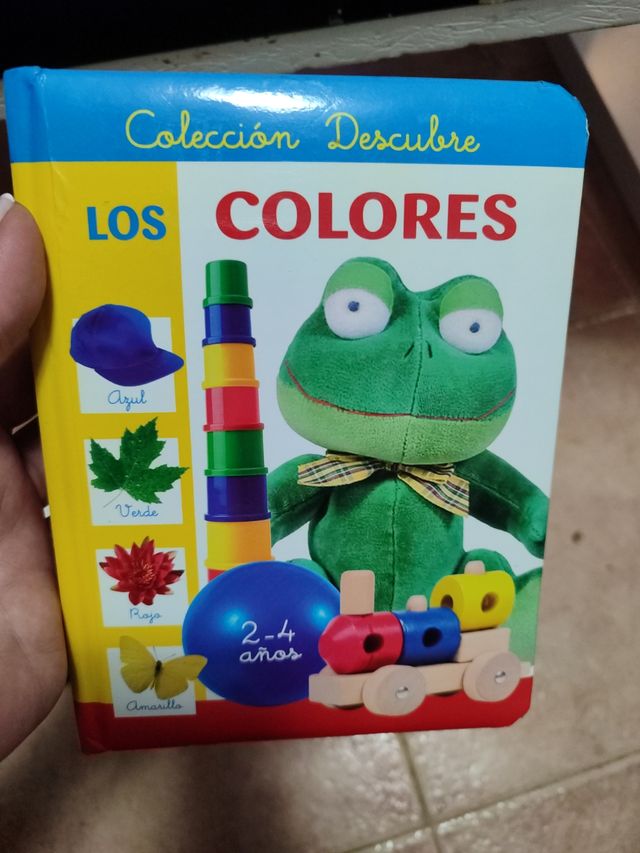 Colección Descubre
LOS COLORES
Azul
Verde
Rojo
Amarillo
2-4
años